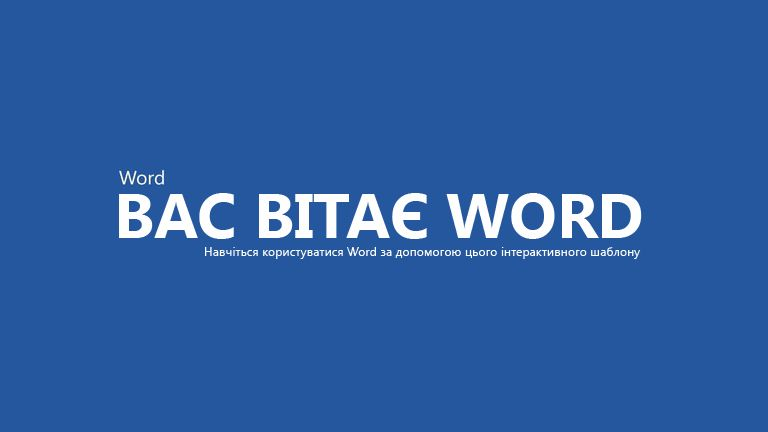 Word
ВАС ВІТАЄ WORD
Навчіться користуватися Word за допомогою цього інтерактивного шаблону